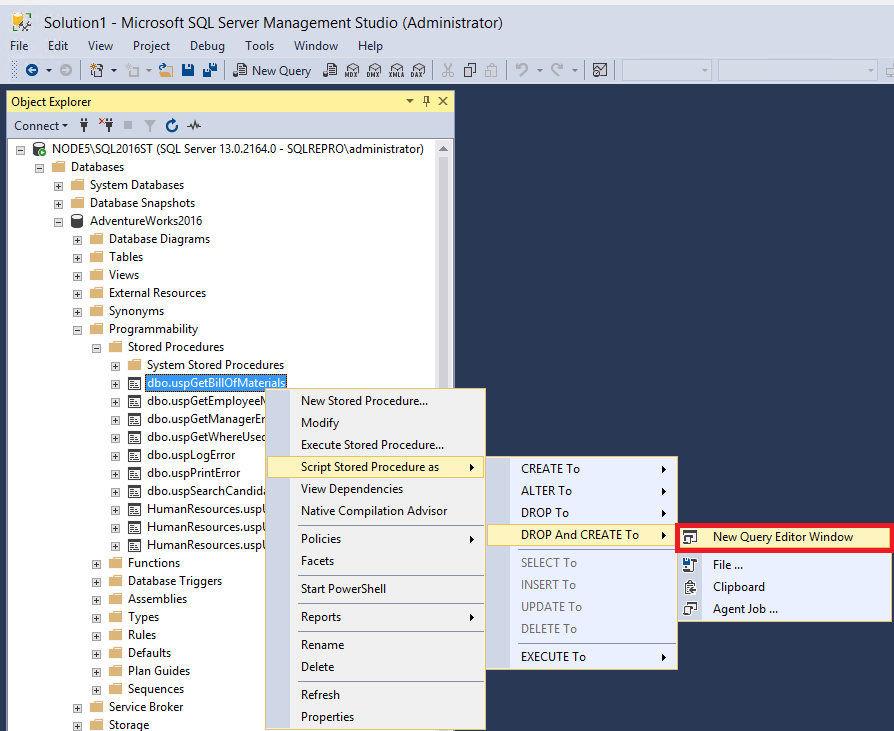 Solution1 - Microsoft SQL Server Management Studio (Administrator)
File Edit View Project Debug Tools Window Help
New Query MDX DMX XMLA DAX
Object Explorer
Connect
NODE5\SQL2016ST (SQL Server 13.0.2164.0 - SQLREPRO\administrator)
Databases
System Databases
Database Snapshots
AdventureWorks2016
Database Diagrams
Tables
Views
External Resources
Synonyms
Programmability
Stored Procedures
System Stored Procedures
dbo.uspGetBillOfMaterials
dbo.uspGetEmployeeM
dbo.uspGetManagerEm
dbo.uspGetWhereUsed
dbo.uspLogError
dbo.uspPrintError
dbo.uspSearchCandida
HumanResources.uspU
HumanResources.uspU
HumanResources.uspU
Functions
Database Triggers
Assemblies
Types
Rules
Defaults
Plan Guides
Sequences
Service Broker
Storage
New Stored Procedure...
Modify
Execute Stored Procedure...
Script Stored Procedure as
View Dependencies
Native Compilation Advisor
Policies
Facets
Start PowerShell
Reports
Rename
Delete
Refresh
Properties
CREATE To
ALTER To
DROP To
DROP And CREATE To
SELECT To
INSERT To
UPDATE To
DELETE To
EXECUTE To
New Query Editor Window
File ...
Clipboard
Agent Job ...